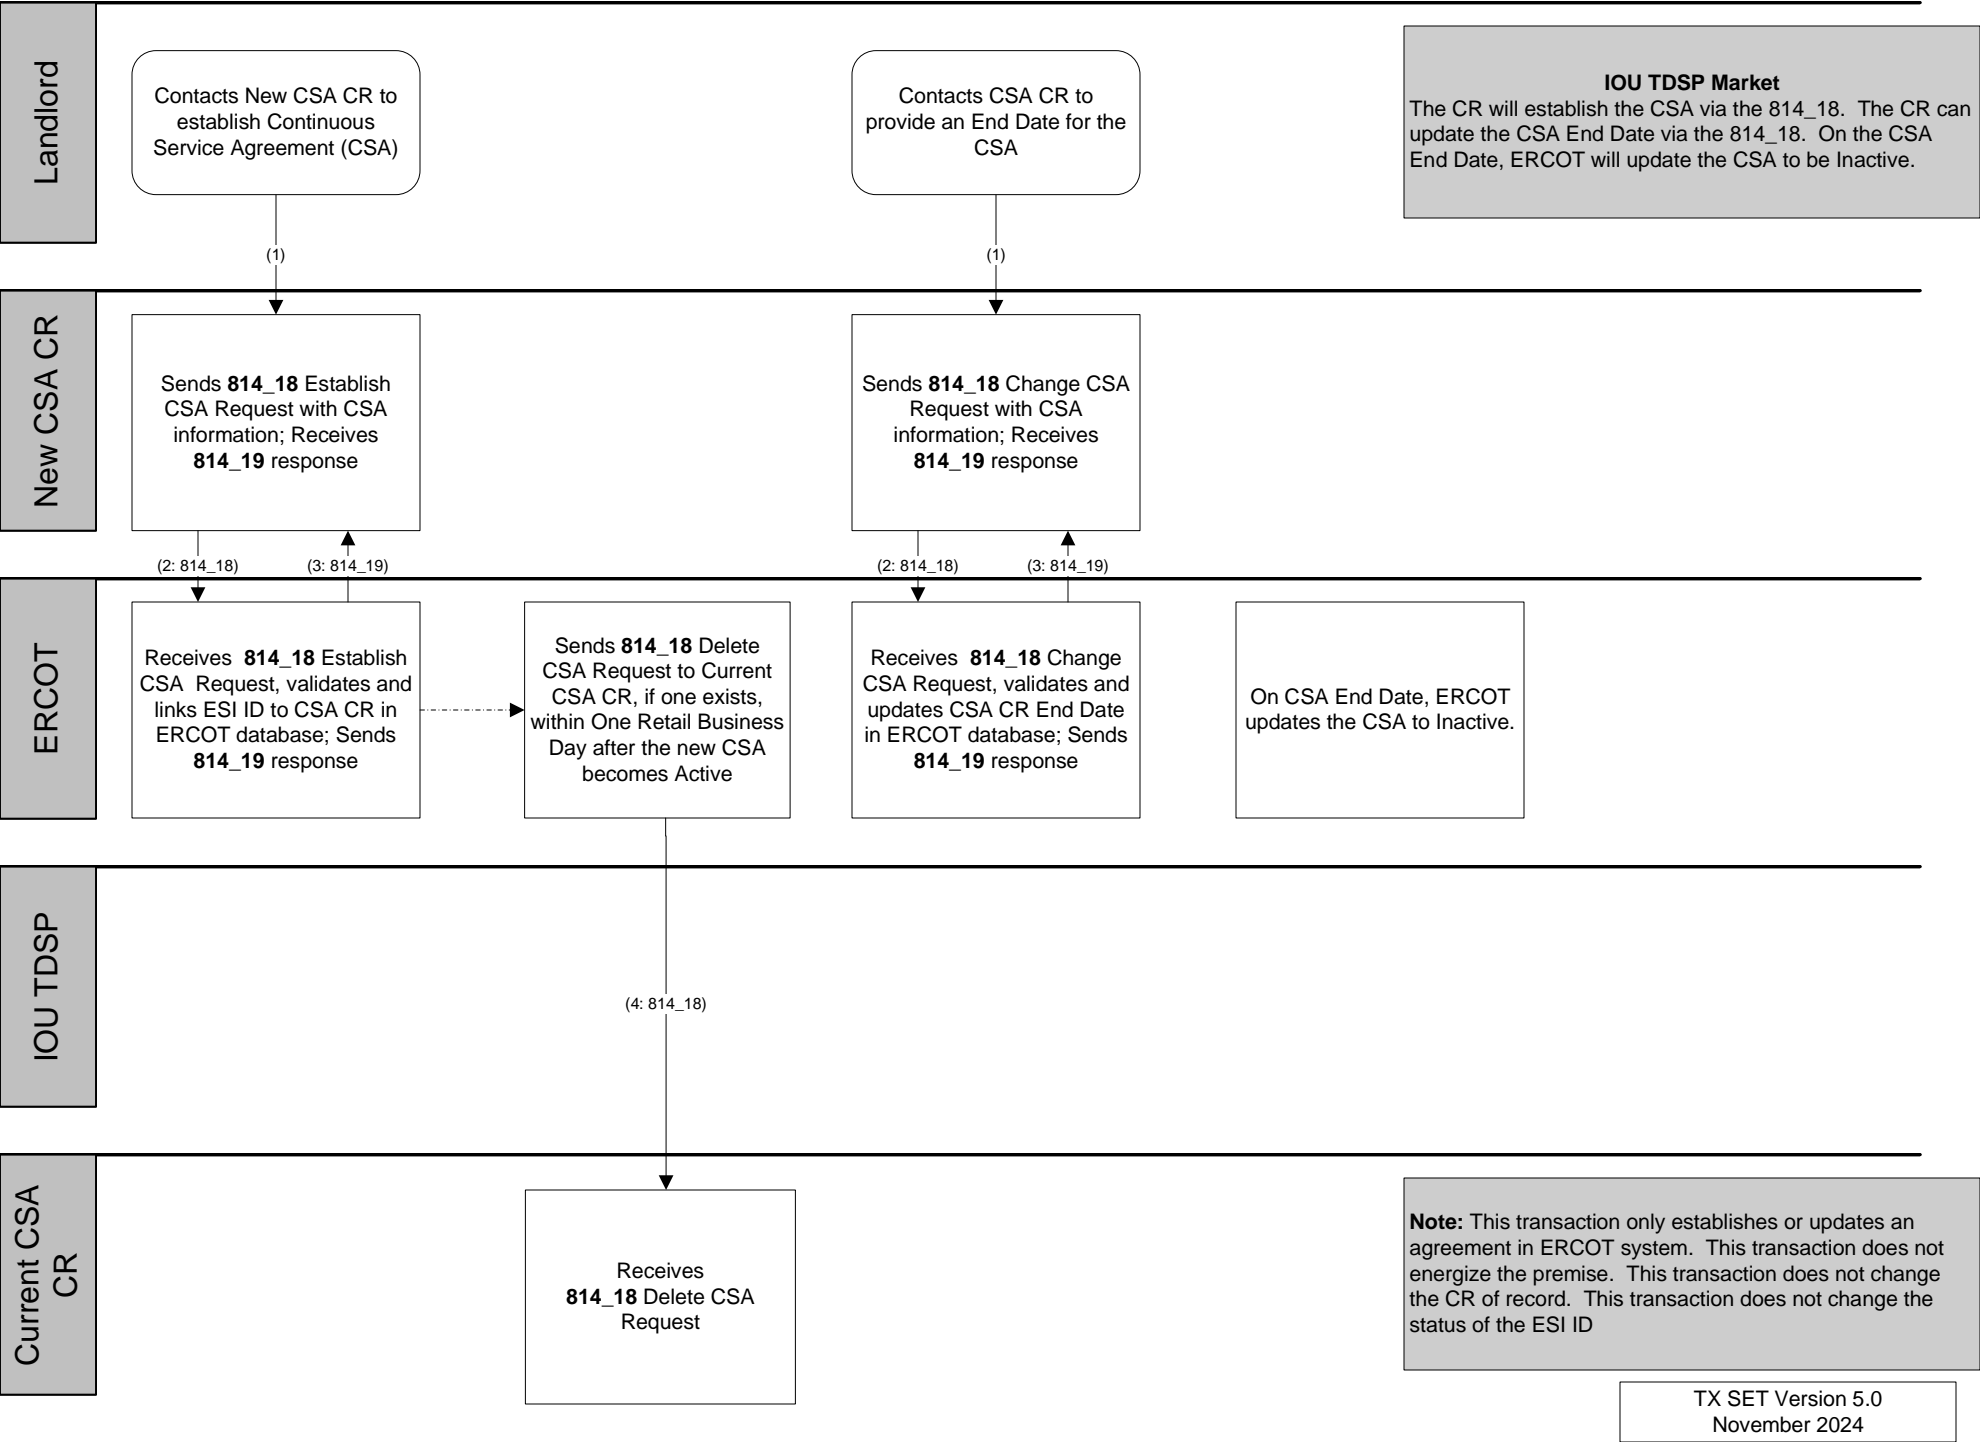 Landlord
Contacts New CSA CR to
establish Continuous
Service Agreement (CSA)
Contacts CSA CR to
provide an End Date for the
CSA
IOU TDSP Market
The CR will establish the CSA via the 814_18.  The CR can
update the CSA End Date via the 814_18.  On the CSA
End Date, ERCOT will update the CSA to be Inactive.
(1)
(1)
New CSA CR
Sends 814_18 Establish
CSA Request with CSA
information; Receives
814_19 response
Sends 814_18 Change CSA
Request with CSA
information; Receives
814_19 response
(2: 814_18)
(3: 814_19)
(2: 814_18)
(3: 814_19)
ERCOT
Receives  814_18 Establish
CSA  Request, validates and
links ESI ID to CSA CR in
ERCOT database; Sends
814_19 response
Sends 814_18 Delete
CSA Request to Current
CSA CR, if one exists,
within One Retail Business
Day after the new CSA
becomes Active
Receives  814_18 Change
CSA Request, validates and
updates CSA CR End Date
in ERCOT database; Sends
814_19 response
On CSA End Date, ERCOT
updates the CSA to Inactive.
IOU TDSP
(4: 814_18)
Current CSA
CR
Receives
814_18 Delete CSA
Request
Note: This transaction only establishes or updates an
agreement in ERCOT system.  This transaction does not
energize the premise.  This transaction does not change
the CR of record.  This transaction does not change the
status of the ESI ID
TX SET Version 5.0
November 2024